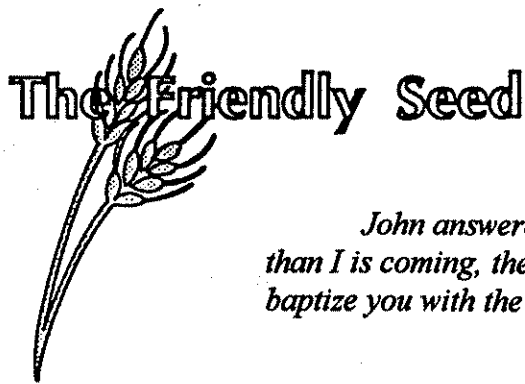 The Friendly Seed
John answer
than I is coming, the
baptize you with the